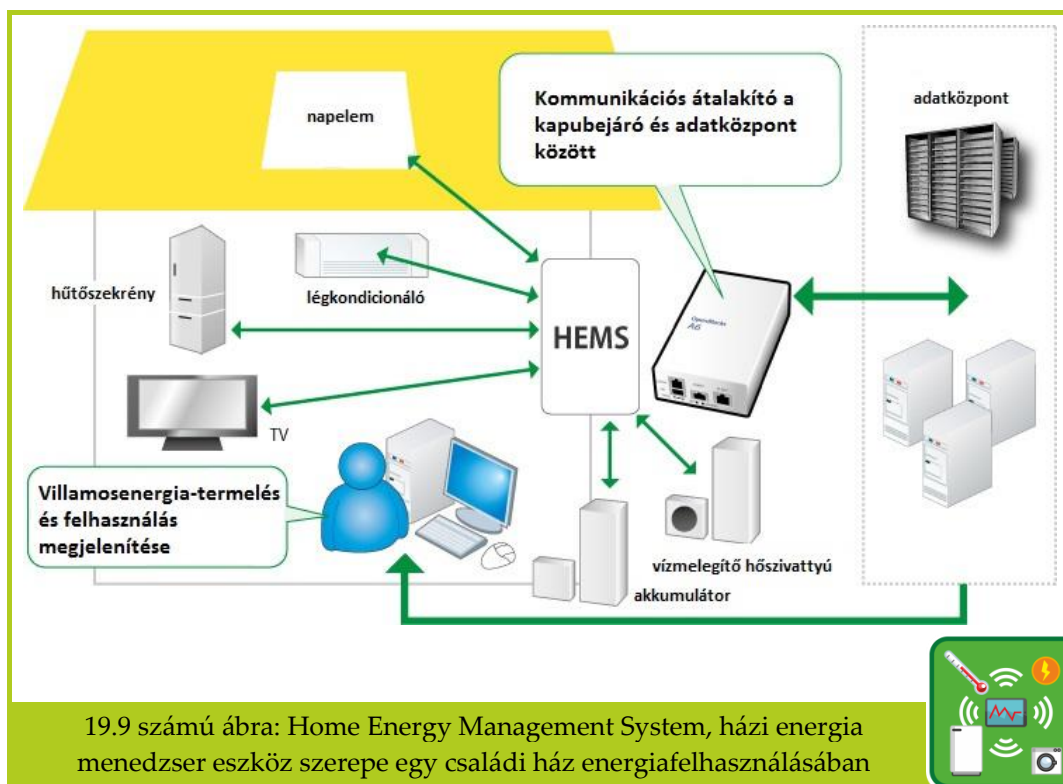 napelem
Kommunikációs átalakító a
kapubejáró és adatközpont
között
adatközpont
hűtőszekrény
légkondicionáló
HEMS
A6
TV
Villamosenergia-termelés
és felhasználás
megjelenítése
vízmelegítő hőszivattyú
akkumulátor
19.9 számú ábra: Home Energy Management System, házi energia
menedzser eszköz szerepe egy családi ház energiafelhasználásában